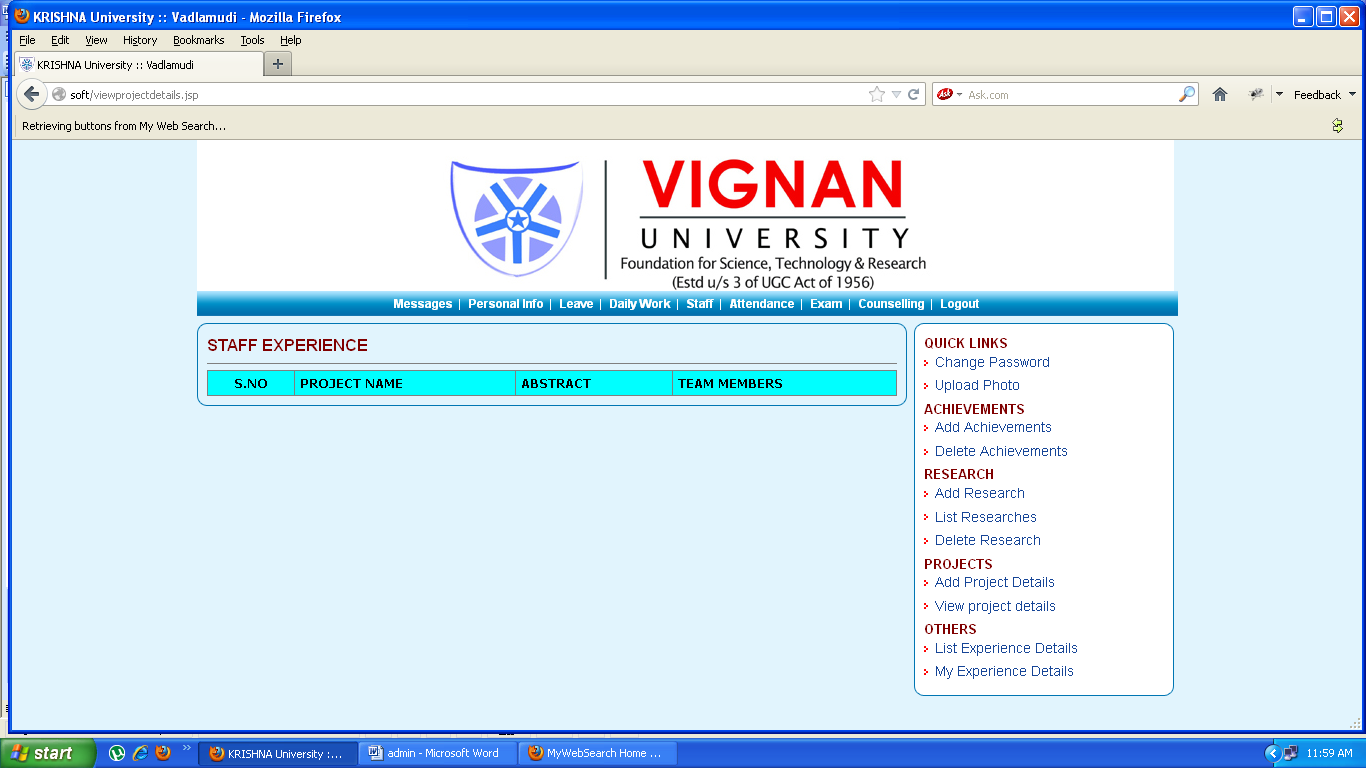 KRISHNA University :: Vadlamudi - Mozilla Firefox
File Edit View History Bookmarks Tools Help
KRISHNA University :: Vadlamudi
soft/viewprojectdetails.jsp
Ask Ask.com
Feedback
Retrieving buttons from My Web Search...
VIGNAN
UNIVERSITY
Foundation for Science, Technology & Research
(Estd u/s 3 of UGC Act of 1956)
Messages | Personal Info | Leave | Daily Work | Staff | Attendance | Exam | Counselling | Logout
STAFF EXPERIENCE
S.NO PROJECT NAME ABSTRACT TEAM MEMBERS
QUICK LINKS
Change Password
Upload Photo
ACHIEVEMENTS
Add Achievements
Delete Achievements
RESEARCH
Add Research
List Researches
Delete Research
PROJECTS
Add Project Details
View project details
OTHERS
List Experience Details
My Experience Details
start
KRISHNA University :...
admin - Microsoft Word
MyWebSearch Home ...
11:59 AM